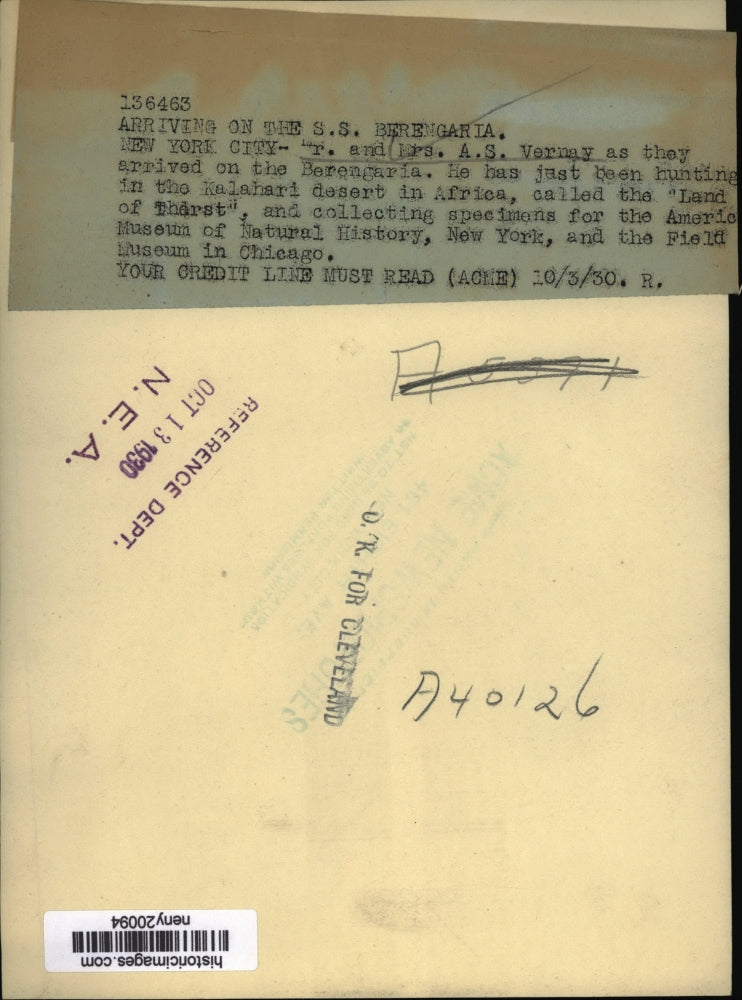 136463
ARRIVING ON THE S.S. BERENGARIA.
NEW YORK CITY- Mr. and Mrs. A.S. Vernay as they
arrived on the Berengaria. He has just been hunting
in the Kalahari desert in Africa, called the "Land
of Thirst", and collecting specimens for the Americ
Museum of Natural History, New York, and the Field
Museum in Chicago.
YOUR CREDIT LINE MUST READ (ACME) 10/3/30. R.
REFERENCE DEPT.
OCT 13 1930
N. E. A.
O.K. FOR CLEVELAND
A40126
historicimages.com
neny20094